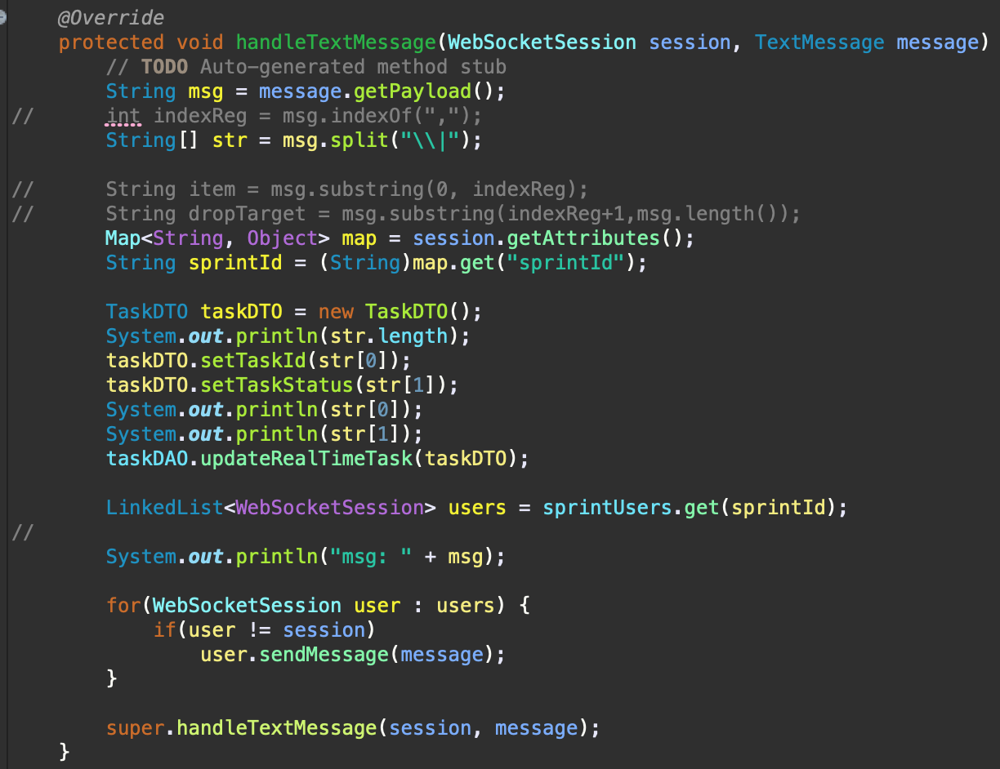 @Override
    protected void handleTextMessage(WebSocketSession session, TextMessage message)
        // TODO Auto-generated method stub
        String msg = message.getPayload();
//      int indexReg = msg.indexOf(",");
        String[] str = msg.split("\\|");

//      String item = msg.substring(0, indexReg);
//      String dropTarget = msg.substring(indexReg+1,msg.length());
        Map<String, Object> map = session.getAttributes();
        String sprintId = (String)map.get("sprintId");

        TaskDTO taskDTO = new TaskDTO();
        System.out.println(str.length);
        taskDTO.setTaskId(str[0]);
        taskDTO.setTaskStatus(str[1]);
        System.out.println(str[0]);
        System.out.println(str[1]);
        taskDAO.updateRealTimeTask(taskDTO);

        LinkedList<WebSocketSession> users = sprintUsers.get(sprintId);
//
        System.out.println("msg: " + msg);

        for(WebSocketSession user : users) {
            if(user != session)
                user.sendMessage(message);
        }

        super.handleTextMessage(session, message);
    }